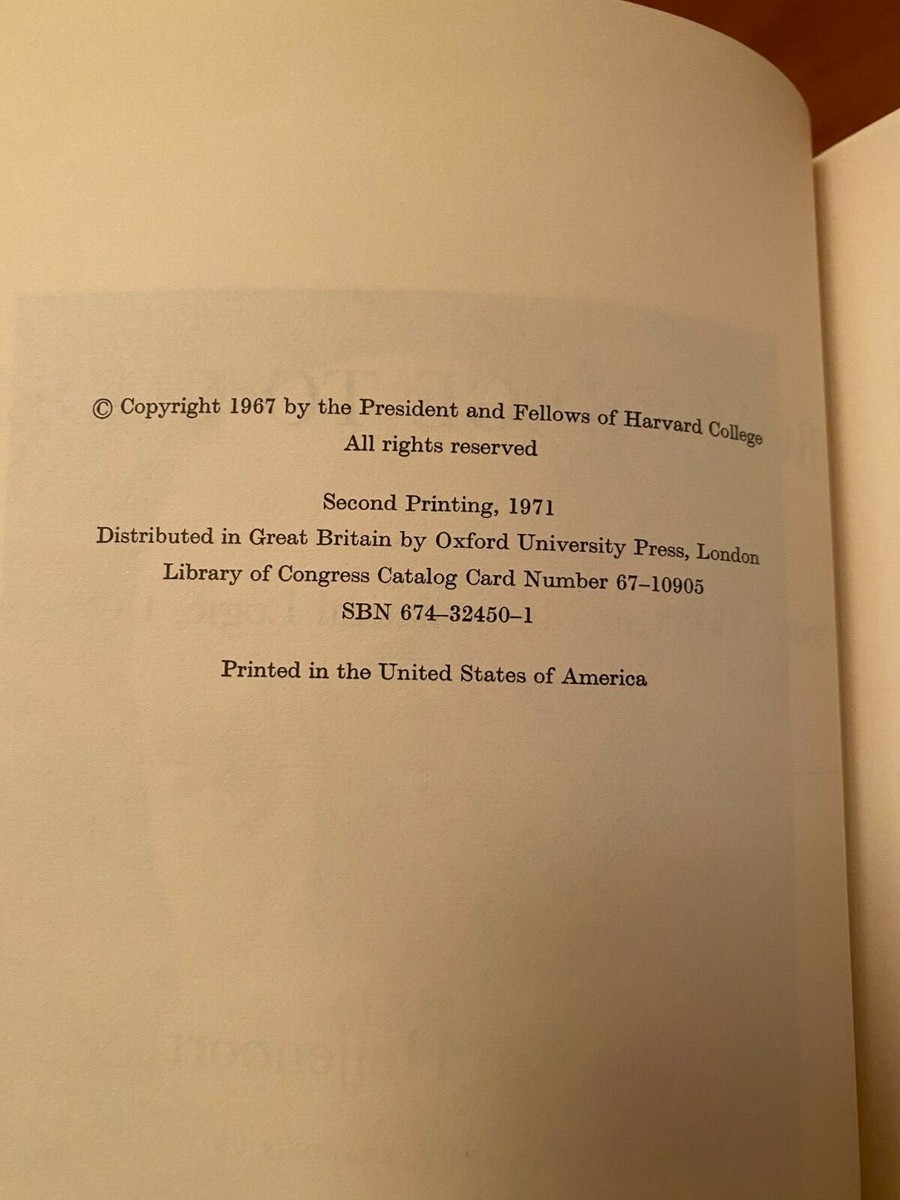 © Copyright 1967 by the President and Fellows of Harvard College
All rights reserved
Second Printing, 1971
Distributed in Great Britain by Oxford University Press, London
Library of Congress Catalog Card Number 67–10905
SBN 674–32450–1
Printed in the United States of America